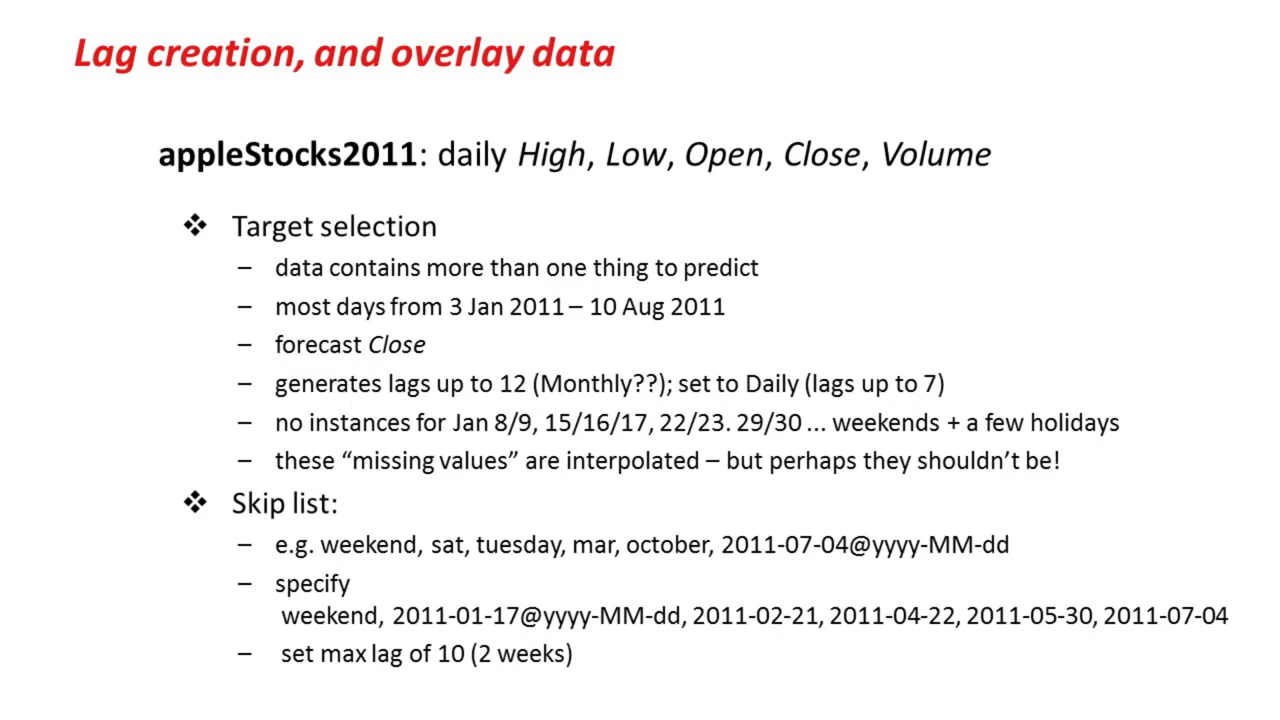 Lag creation, and overlay data
appleStocks2011: daily High, Low, Open, Close, Volume
❖ Target selection
– data contains more than one thing to predict
– most days from 3 Jan 2011 – 10 Aug 2011
– forecast Close
– generates lags up to 12 (Monthly??); set to Daily (lags up to 7)
– no instances for Jan 8/9, 15/16/17, 22/23. 29/30 ... weekends + a few holidays
– these “missing values” are interpolated – but perhaps they shouldn’t be!
❖ Skip list:
– e.g. weekend, sat, tuesday, mar, october, 2011-07-04@yyyy-MM-dd
– specify
weekend, 2011-01-17@yyyy-MM-dd, 2011-02-21, 2011-04-22, 2011-05-30, 2011-07-04
– set max lag of 10 (2 weeks)